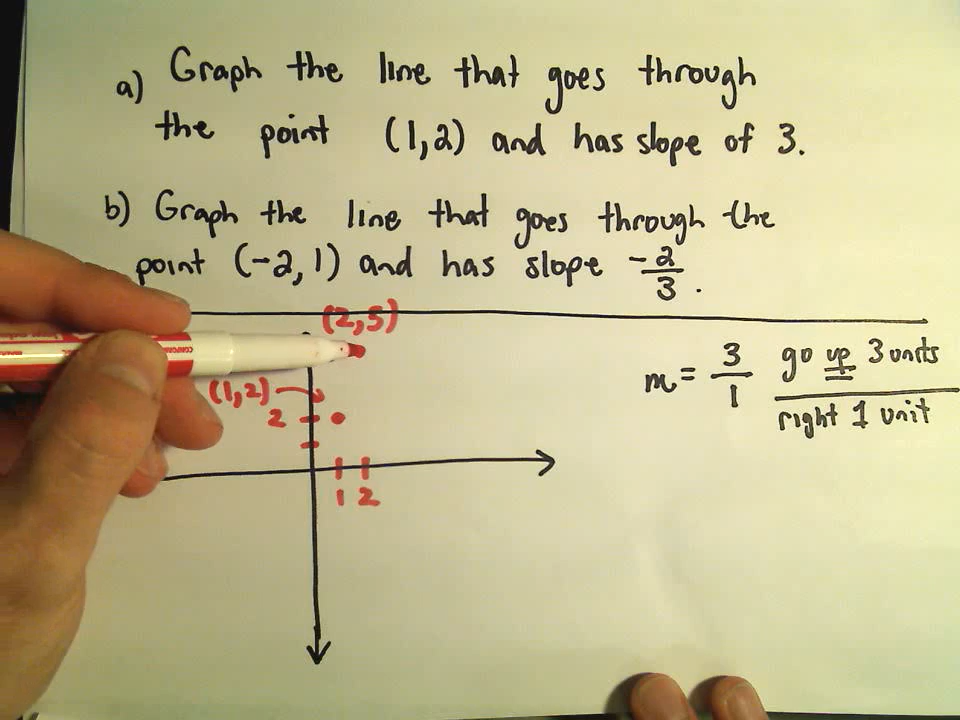 a) Graph the line that goes through
the point (1,2) and has slope of 3.
b) Graph the line that goes through the
point (-2,1) and has slope -2/3.
(2,5)
(1,2)
2
1 2
m = 3/1 go up 3 units
right 1 unit